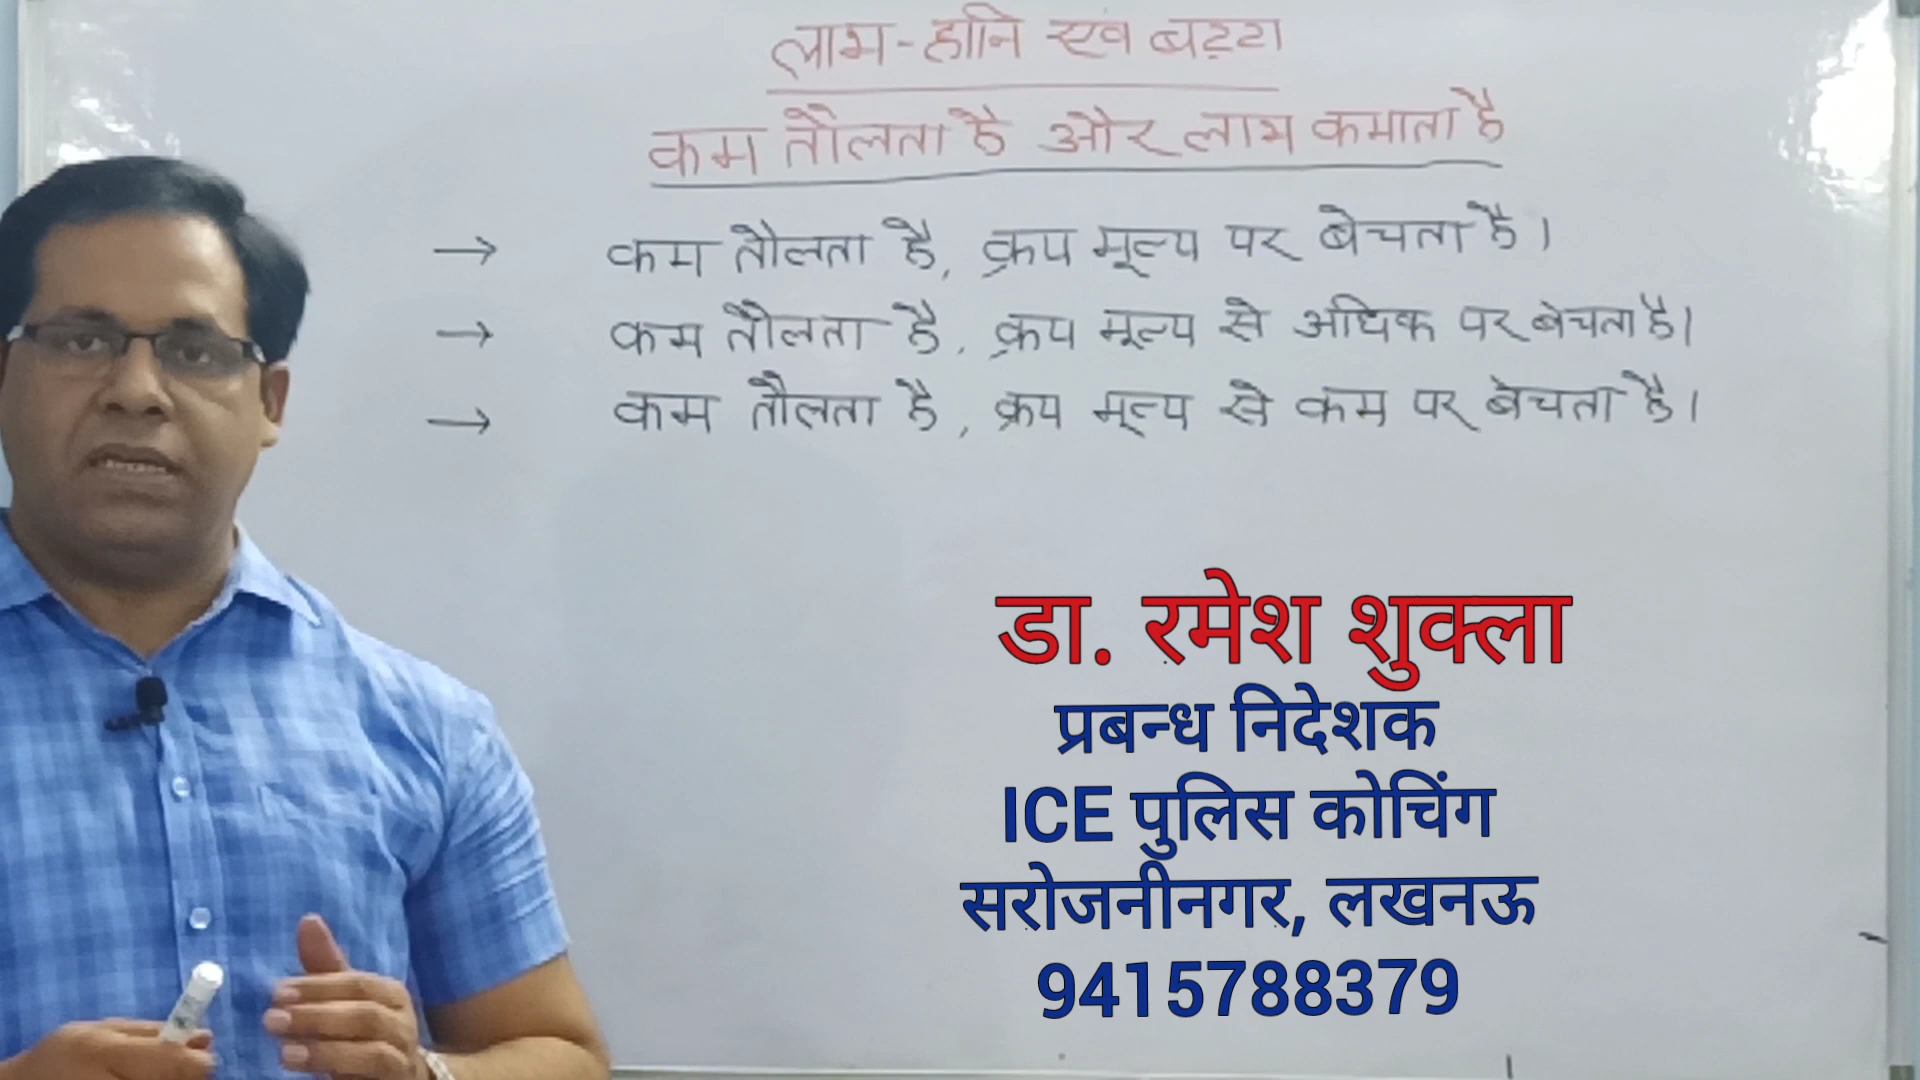 लाभ-हानि एवं बट्टा
कम तौलता है और लाभ कमाता है
→ कम तौलता है, क्रय मूल्य पर बेचता है।
→ कम तौलता है, क्रय मूल्य से अधिक पर बेचता है।
→ कम तौलता है, क्रय मूल्य से कम पर बेचता है।
डा. रमेश शुक्ला
प्रबन्ध निदेशक
ICE पुलिस कोचिंग
सरोजनीनगर, लखनऊ
9415788379